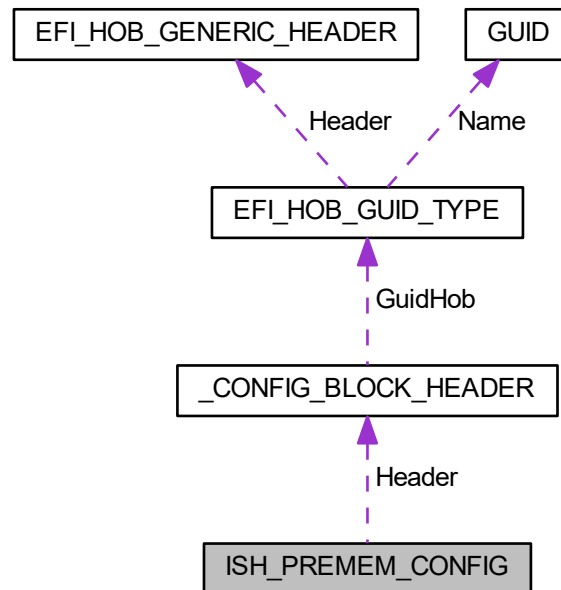 EFI_HOB_GENERIC_HEADER
GUID
Header
Name
EFI_HOB_GUID_TYPE
GuidHob
_CONFIG_BLOCK_HEADER
Header
ISH_PREMEM_CONFIG